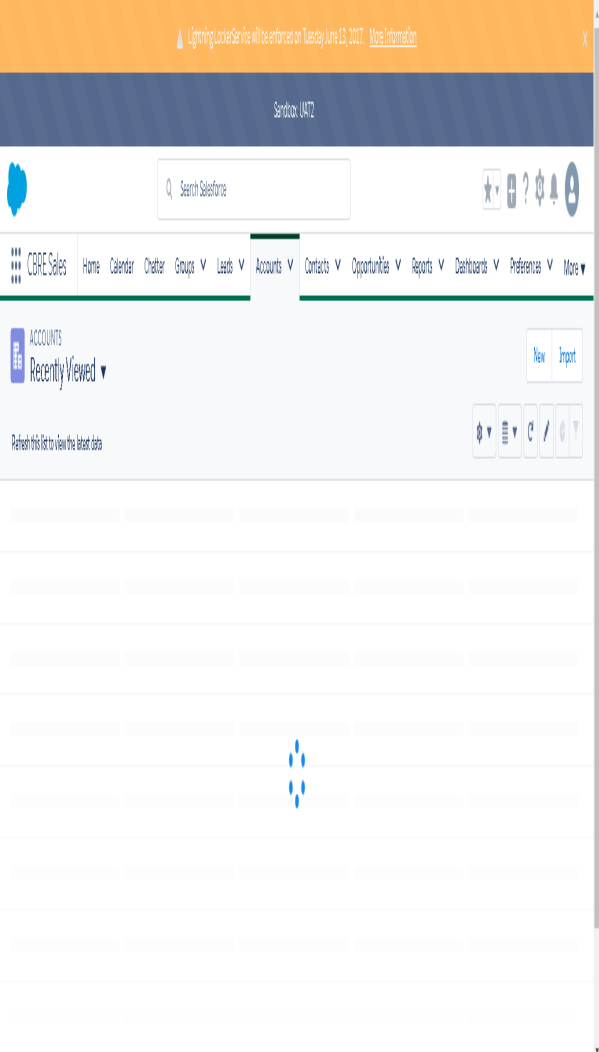 Lightning LockerService will be enforced on Tuesday June 13, 2017. More Information
Sandbox: UAT2
Search Salesforce
CBRE Sales Home Calendar Chatter Groups Leads Accounts Contacts Opportunities Reports Dashboards Preferences More
ACCOUNTS
Recently Viewed
New Import
Refresh this list to view the latest data